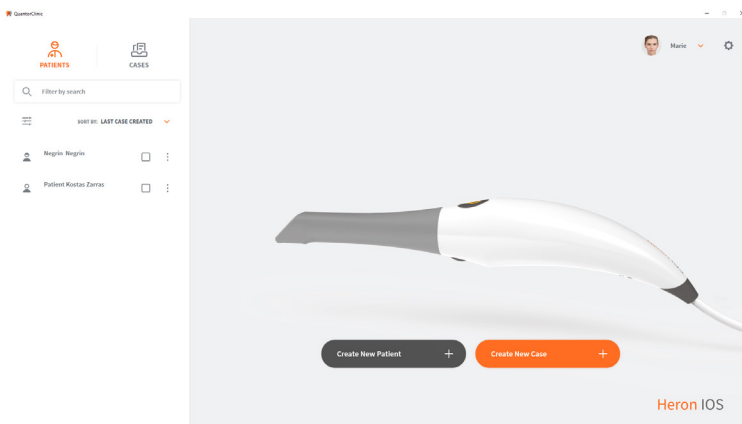 QuanterClinic
PATIENTS
CASES
Filter by search
SORT BY: LAST CASE CREATED
Negrin Negrin
Patient Kostas Zarras
Marie
Create New Patient
Create New Case
Heron IOS